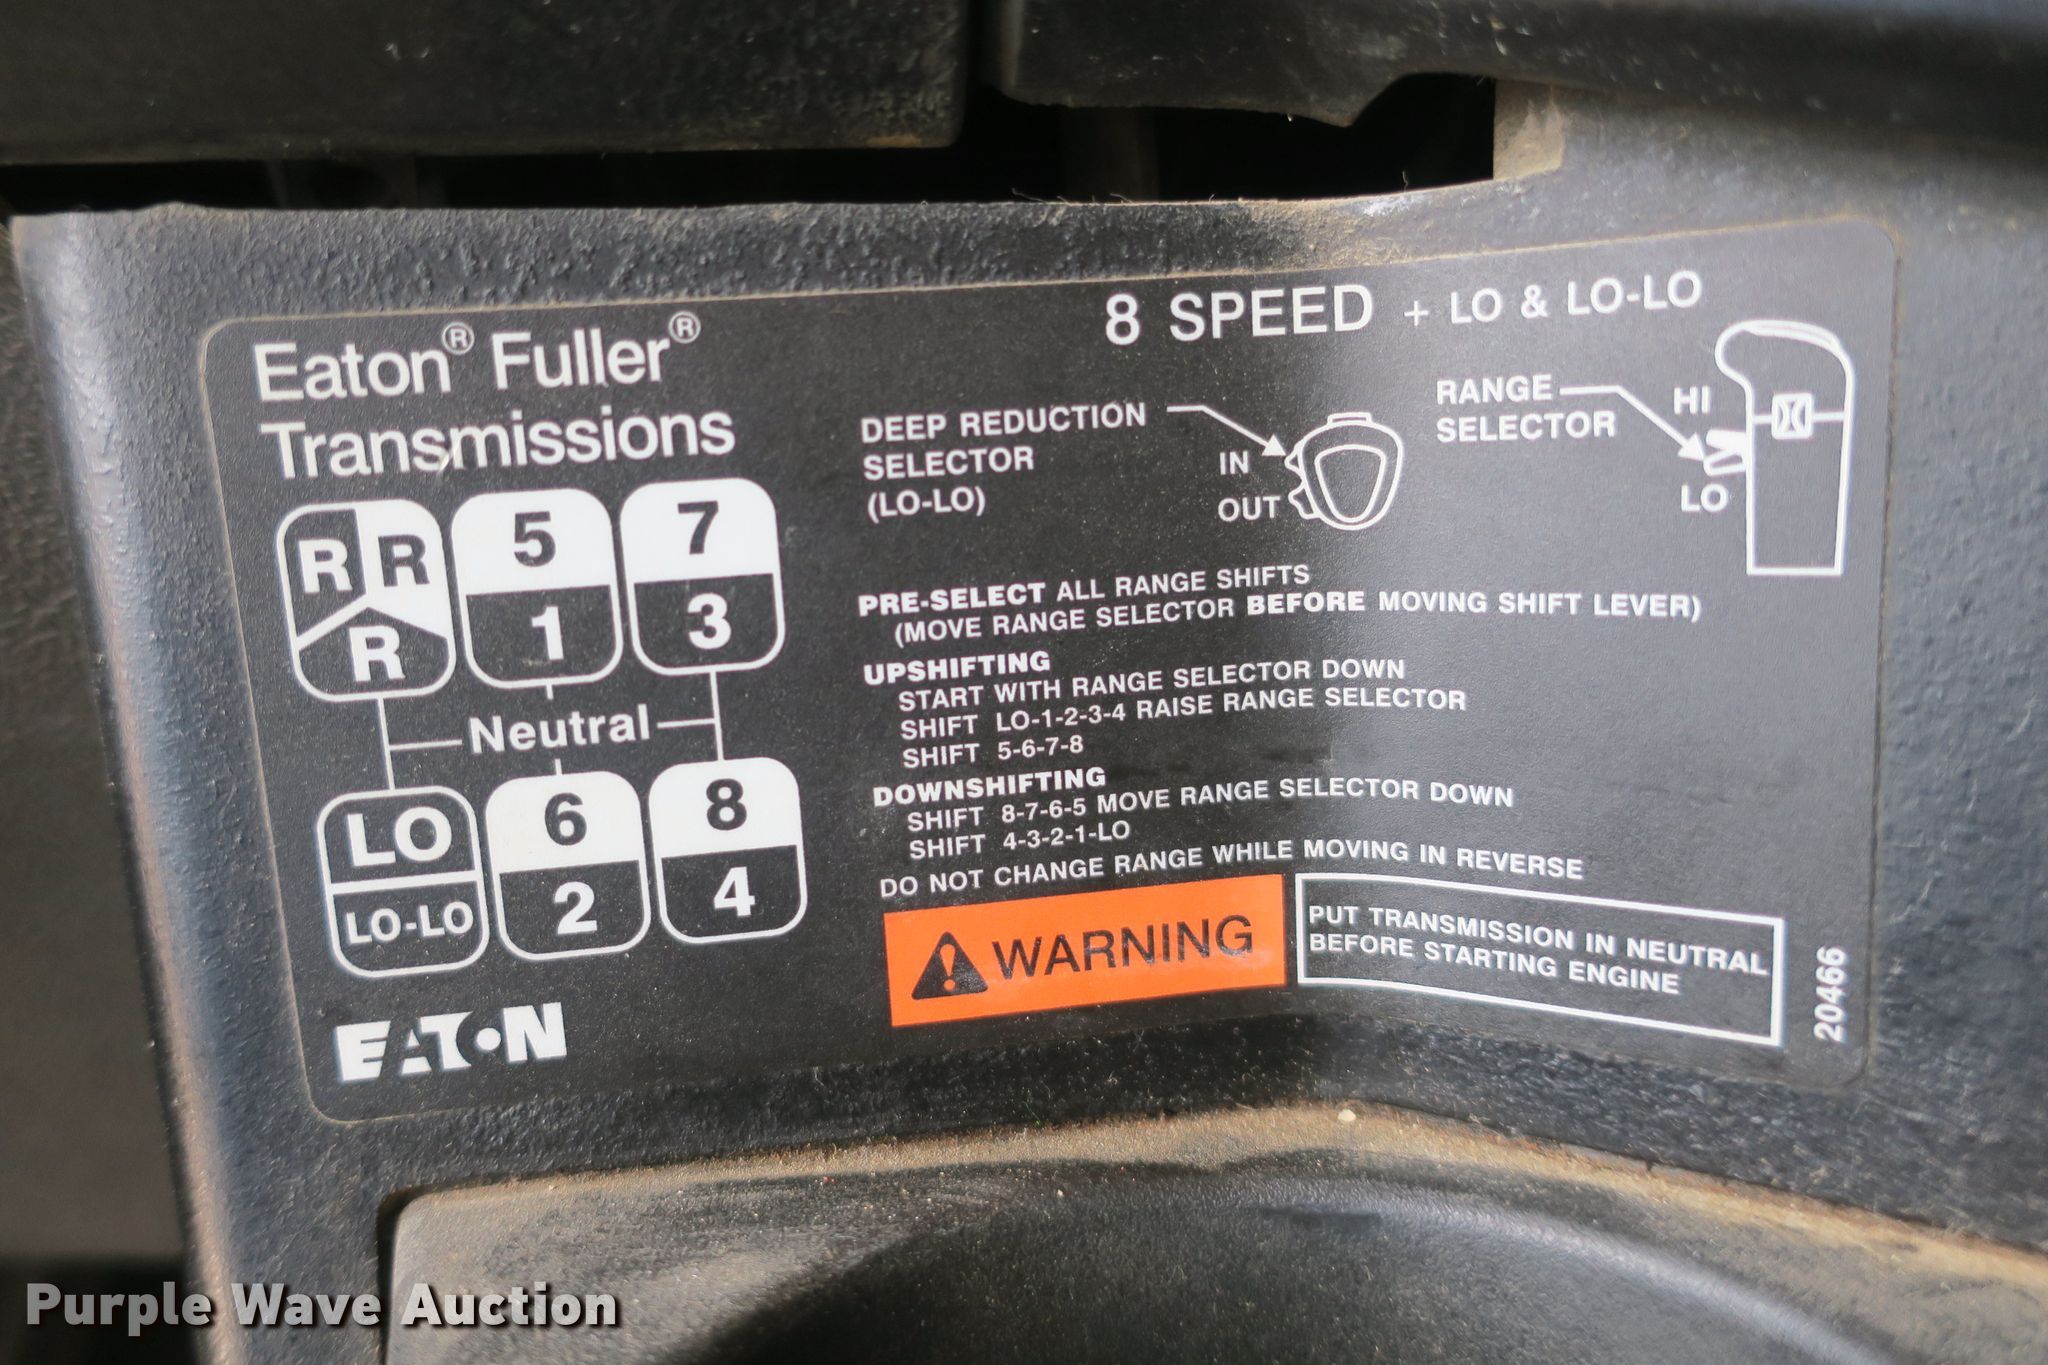 Eaton® Fuller®
Transmissions
R R
R
5
1
7
3
Neutral
LO
LO-LO
6
2
8
4
EATON
8 SPEED + LO & LO-LO
DEEP REDUCTION
SELECTOR
(LO-LO)
IN
OUT
RANGE
SELECTOR
HI
LO
PRE-SELECT ALL RANGE SHIFTS
(MOVE RANGE SELECTOR BEFORE MOVING SHIFT LEVER)
UPSHIFTING
START WITH RANGE SELECTOR DOWN
SHIFT LO-1-2-3-4 RAISE RANGE SELECTOR
SHIFT 5-6-7-8
DOWNSHIFTING
SHIFT 8-7-6-5 MOVE RANGE SELECTOR DOWN
SHIFT 4-3-2-1-LO
DO NOT CHANGE RANGE WHILE MOVING IN REVERSE
WARNING
PUT TRANSMISSION IN NEUTRAL
BEFORE STARTING ENGINE
20466
Purple Wave Auction